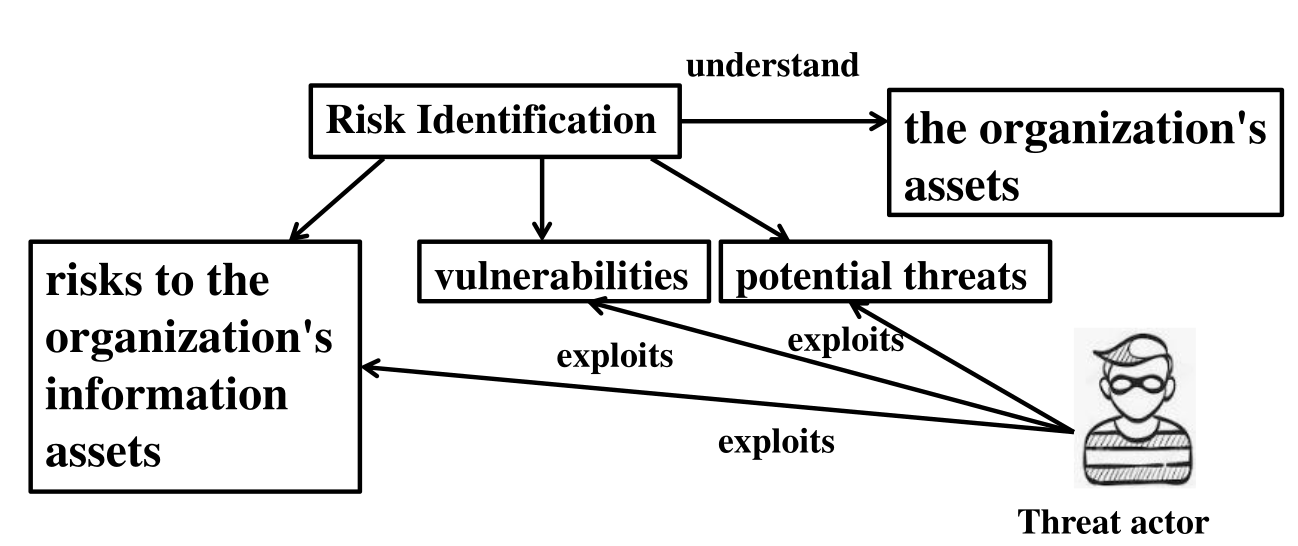 understand
Risk Identification
the organization's
assets
risks to the
organization's
information
assets
vulnerabilities
potential threats
exploits
exploits
exploits
Threat actor